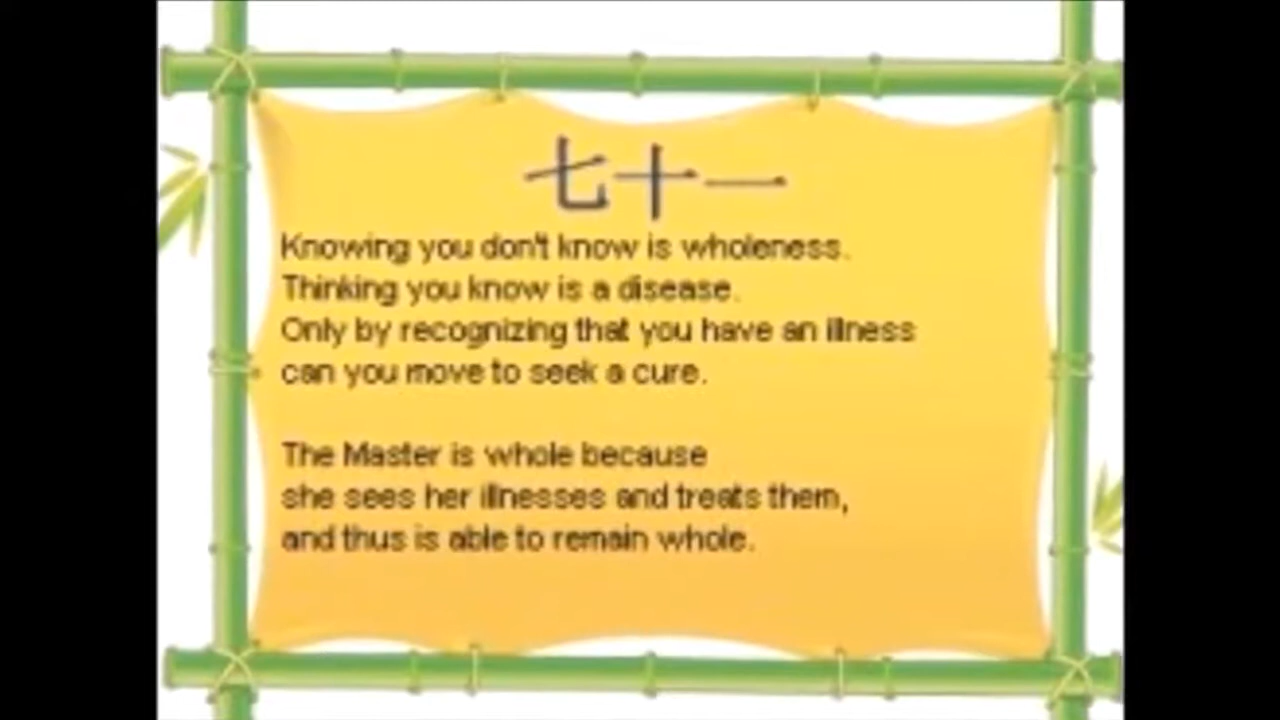 七十一
Knowing you don't know is wholeness.
Thinking you know is a disease.
Only by recognizing that you have an illness
can you move to seek a cure.
The Master is whole because
she sees her illnesses and treats them,
and thus is able to remain whole.